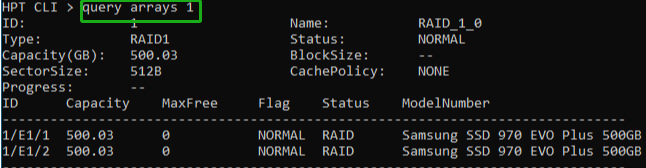 HPT CLI > query arrays 1
ID: 1 Name: RAID_1_0
Type: RAID1 Status: NORMAL
Capacity(GB): 500.03 BlockSize: --
SectorSize: 512B CachePolicy: NONE
Progress: --
ID Capacity MaxFree Flag Status ModelNumber
-------------------------------------------------------------------------------
1/E1/1 500.03 0 NORMAL RAID Samsung SSD 970 EVO Plus 500GB
1/E1/2 500.03 0 NORMAL RAID Samsung SSD 970 EVO Plus 500GB
-------------------------------------------------------------------------------